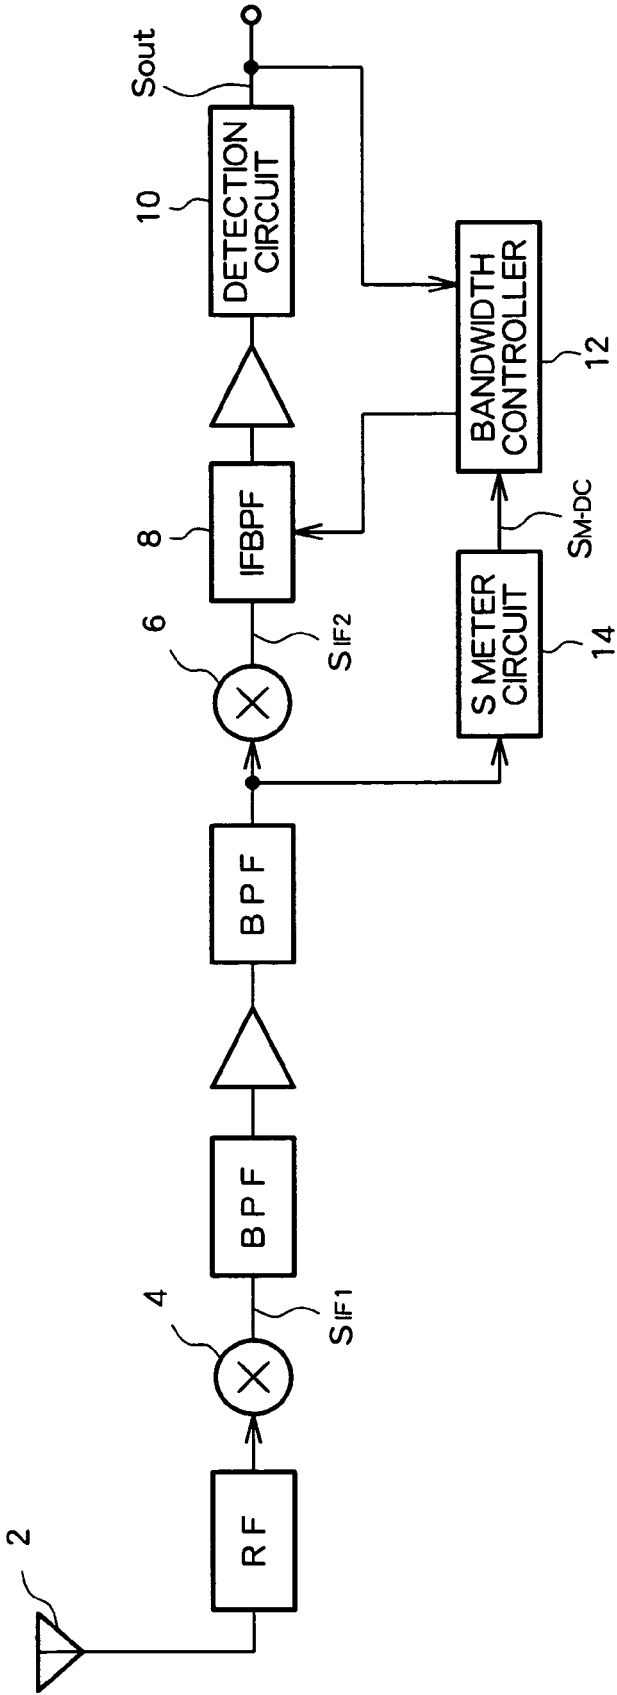 2
RF
4
SIF1
BPF
BPF
6
SIF2
8
IFBPF
10
DETECTION
CIRCUIT
Sout
S METER
CIRCUIT
14
SM-DC
BANDWIDTH
CONTROLLER
12